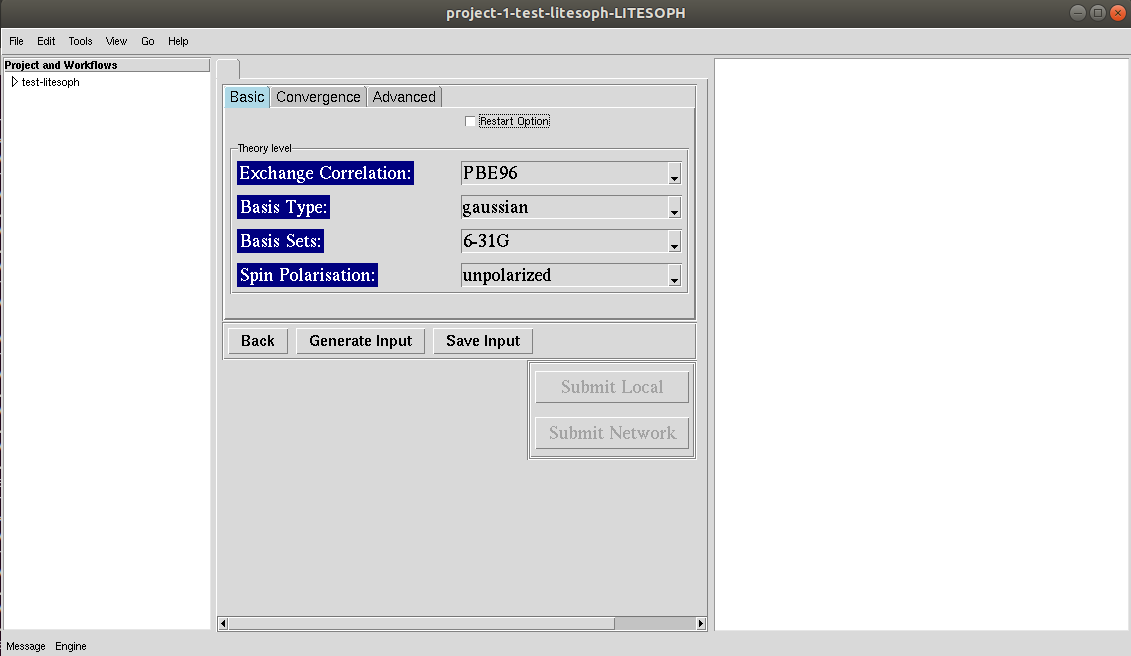 project-1-test-litesoph-LITESOPH
File Edit Tools View Go Help
Project and Workflows
test-litesoph
Basic Convergence Advanced
Restart Option
Theory level
Exchange Correlation: PBE96
Basis Type: gaussian
Basis Sets: 6-31G
Spin Polarisation: unpolarized
Back Generate Input Save Input
Submit Local
Submit Network
Message Engine